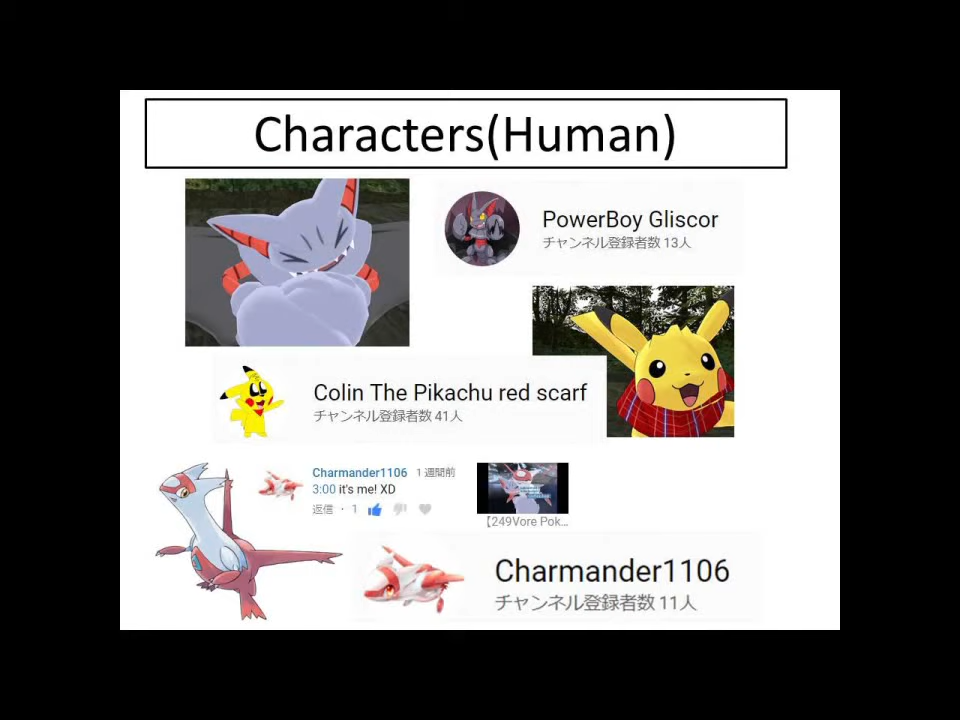 Characters(Human)
PowerBoy Gliscor
チャンネル登録者数 13人
Colin The Pikachu red scarf
チャンネル登録者数 41人
Charmander1106 1 週間前
3:00 it's me! XD
返信 · 1
【249Vore Pok...
Charmander1106
チャンネル登録者数 11人